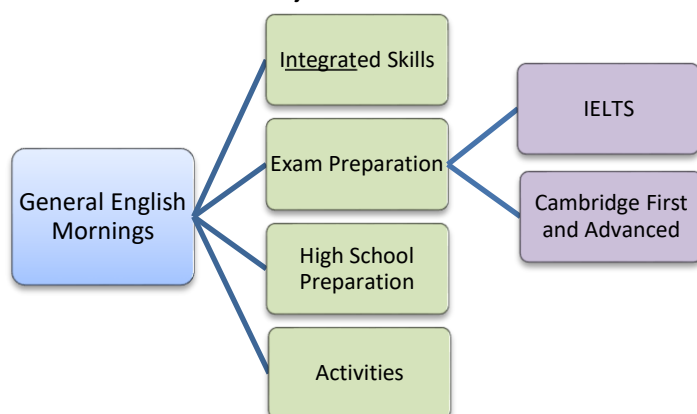 Integrated Skills
IELTS
Exam Preparation
General English
Mornings
Cambridge First
and Advanced
High School
Preparation
Activities